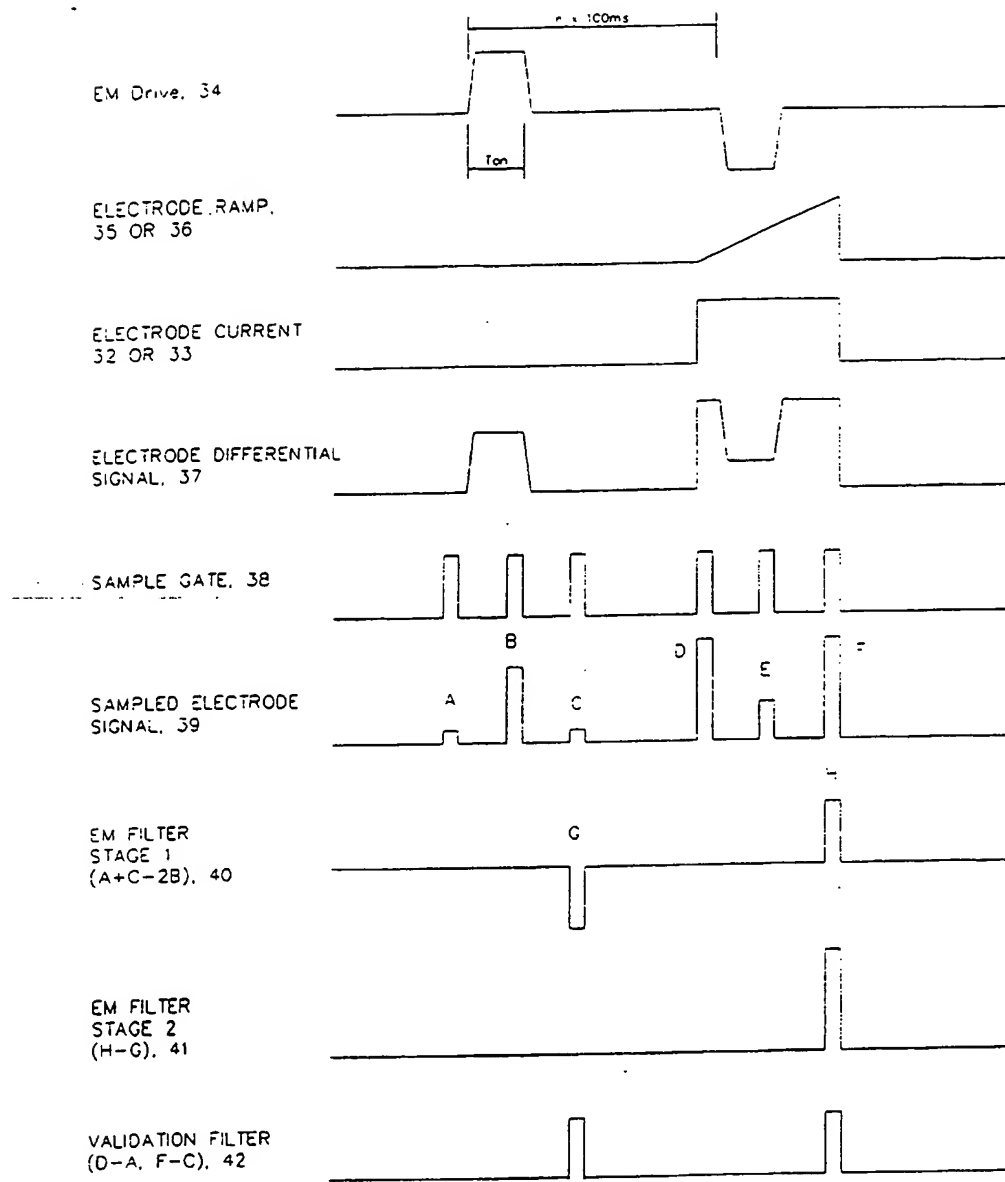 n x 100ms
EM Drive, 34
Ton
ELECTRODE RAMP,
35 OR 36
ELECTRODE CURRENT
32 OR 33
ELECTRODE DIFFERENTIAL
SIGNAL, 37
SAMPLE GATE, 38
B
D
F
E
SAMPLED ELECTRODE
SIGNAL, 39
A
C
H
EM FILTER
STAGE 1
(A+C-2B), 40
G
EM FILTER
STAGE 2
(H-G), 41
VALIDATION FILTER
(D-A, F-C), 42